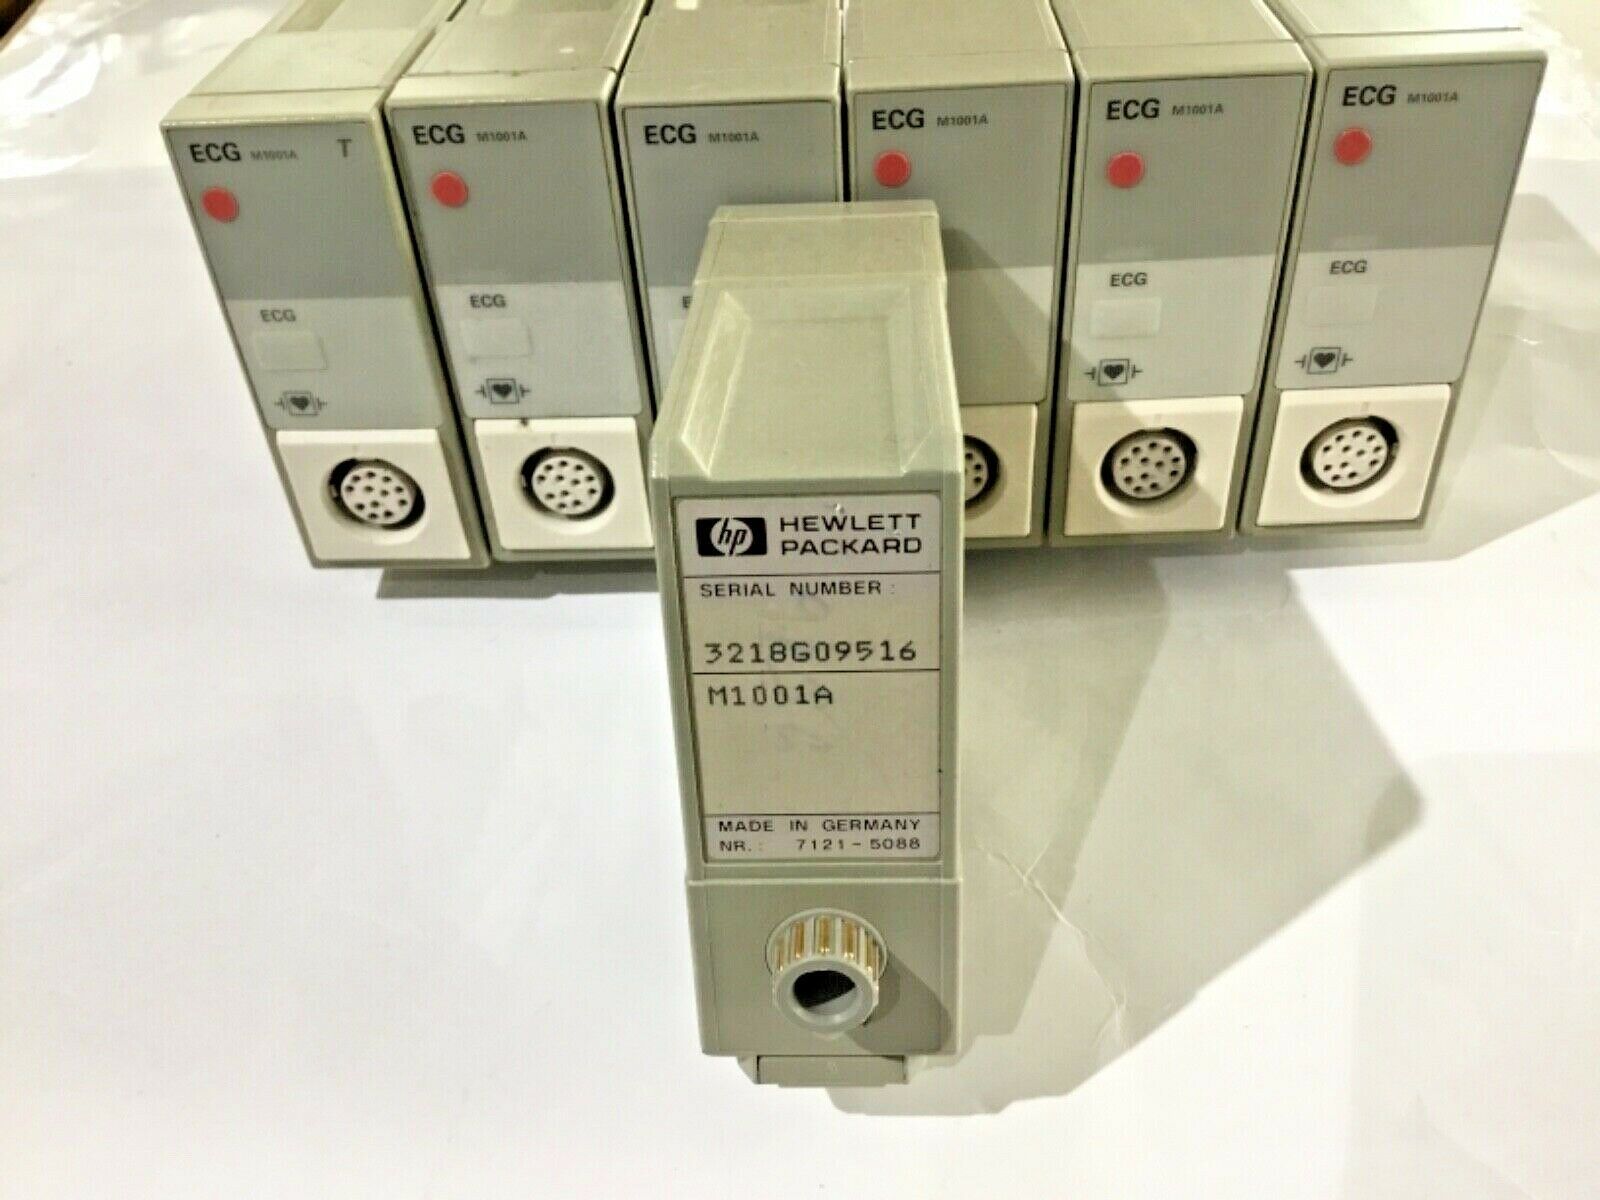 ECG M1001A T
ECG
ECG M1001A
ECG
ECG M1001A
E
ECG M1001A
ECG M1001A
ECG
ECG M1001A
ECG
hp HEWLETT
PACKARD
SERIAL NUMBER :
3218G09516
M1001A
MADE IN GERMANY
NR. : 7121-5088